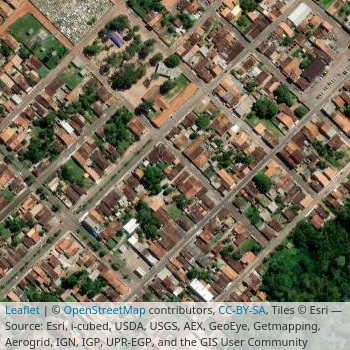 Leaflet | © OpenStreetMap contributors, CC-BY-SA, Tiles © Esri —
Source: Esri, i-cubed, USDA, USGS, AEX, GeoEye, Getmapping,
Aerogrid, IGN, IGP, UPR-EGP, and the GIS User Community